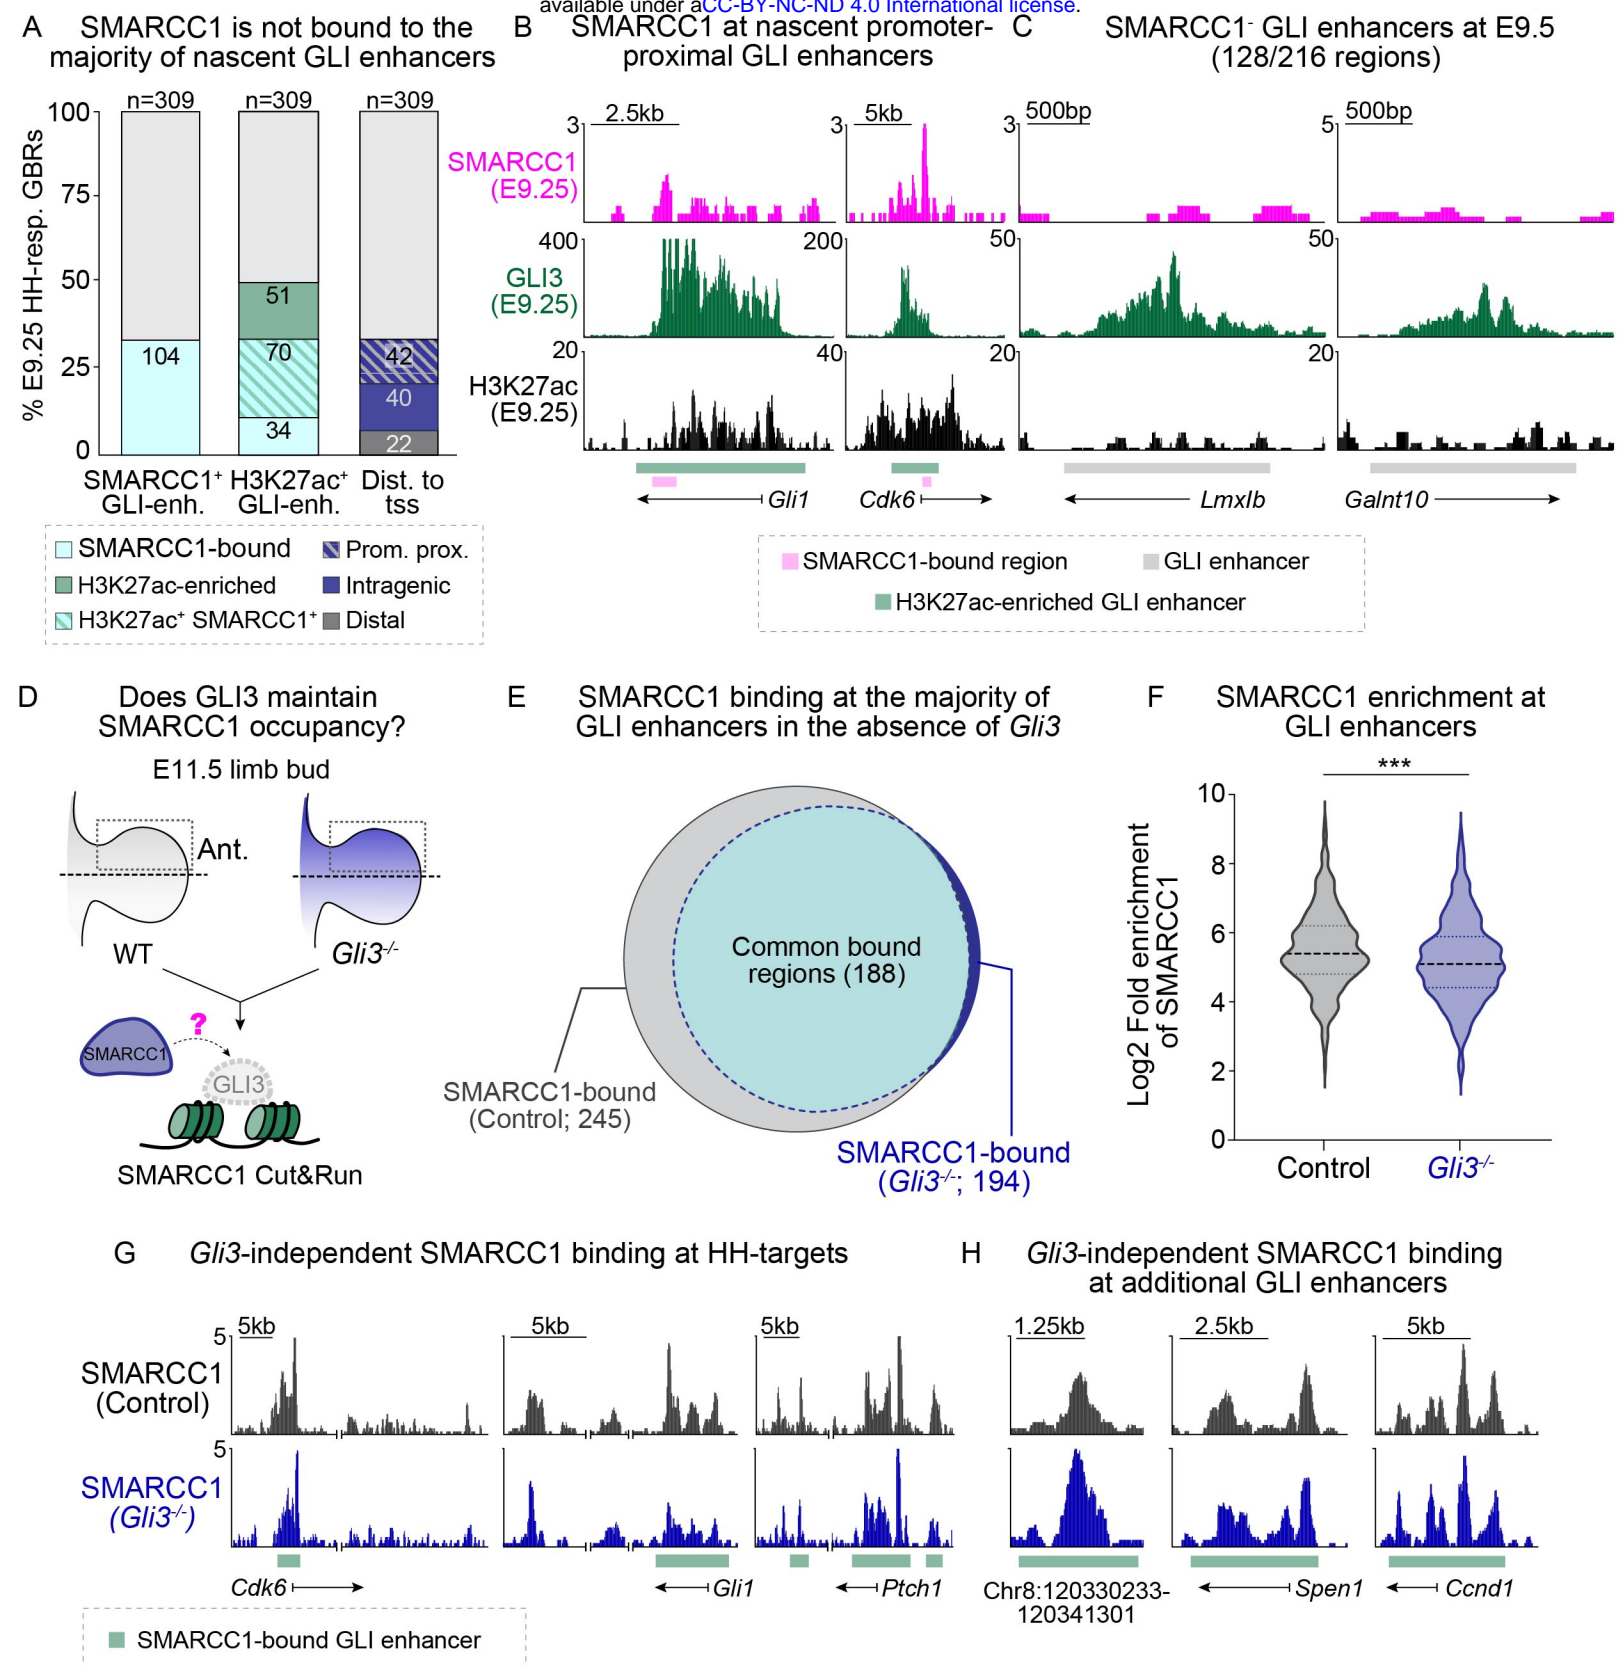 available under aCC-BY-NC-ND 4.0 International license.
A
SMARCC1 is not bound to the
majority of nascent GLI enhancers
% E9.25 HH-resp. GBRs
100
75
50
25
0
n=309
n=309
n=309
104
51
70
34
42
40
22
SMARCC1⁺
GLI-enh.
H3K27ac⁺
GLI-enh.
Dist. to
tss
SMARCC1-bound
H3K27ac-enriched
H3K27ac⁺ SMARCC1⁺
Prom. prox.
Intragenic
Distal
B
SMARCC1 at nascent promoter-
proximal GLI enhancers
2.5kb
5kb
SMARCC1
(E9.25)
3
3
GLI3
(E9.25)
400
200
H3K27ac
(E9.25)
20
40
Gli1
Cdk6
C
SMARCC1⁻ GLI enhancers at E9.5
(128/216 regions)
500bp
500bp
3
5
50
50
20
20
LmxIb
Galnt10
SMARCC1-bound region
GLI enhancer
H3K27ac-enriched GLI enhancer
D
Does GLI3 maintain
SMARCC1 occupancy?
E11.5 limb bud
Ant.
WT
Gli3⁻/⁻
?
SMARCC1
GLI3
SMARCC1 Cut&Run
E
SMARCC1 binding at the majority of
GLI enhancers in the absence of Gli3
Common bound
regions (188)
SMARCC1-bound
(Control; 245)
SMARCC1-bound
(Gli3⁻/⁻; 194)
F
SMARCC1 enrichment at
GLI enhancers
***
Log2 Fold enrichment
of SMARCC1
10
8
6
4
2
0
Control
Gli3⁻/⁻
G
Gli3-independent SMARCC1 binding at HH-targets
5kb
5kb
5kb
SMARCC1
(Control)
5
SMARCC1
(Gli3⁻/⁻)
5
Cdk6
Gli1
Ptch1
SMARCC1-bound GLI enhancer
H
Gli3-independent SMARCC1 binding
at additional GLI enhancers
1.25kb
2.5kb
5kb
Chr8:120330233-
120341301
Spen1
Ccnd1